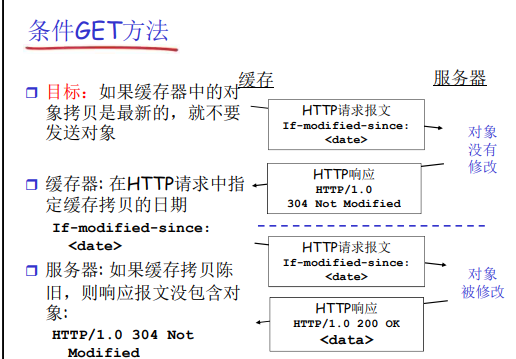 条件GET方法
目标：如果缓存器中的对
象拷贝是最新的，就不要
发送对象
缓存器: 在HTTP请求中指
定缓存拷贝的日期
If-modified-since:
<date>
服务器: 如果缓存拷贝陈
旧，则响应报文没包含对
象:
HTTP/1.0 304 Not
Modified
缓存
服务器
HTTP请求报文
If-modified-since:
<date>
对象
没有
修改
HTTP响应
HTTP/1.0
304 Not Modified
HTTP请求报文
If-modified-since:
<date>
对象
被修改
HTTP响应
HTTP/1.0 200 OK
<data>